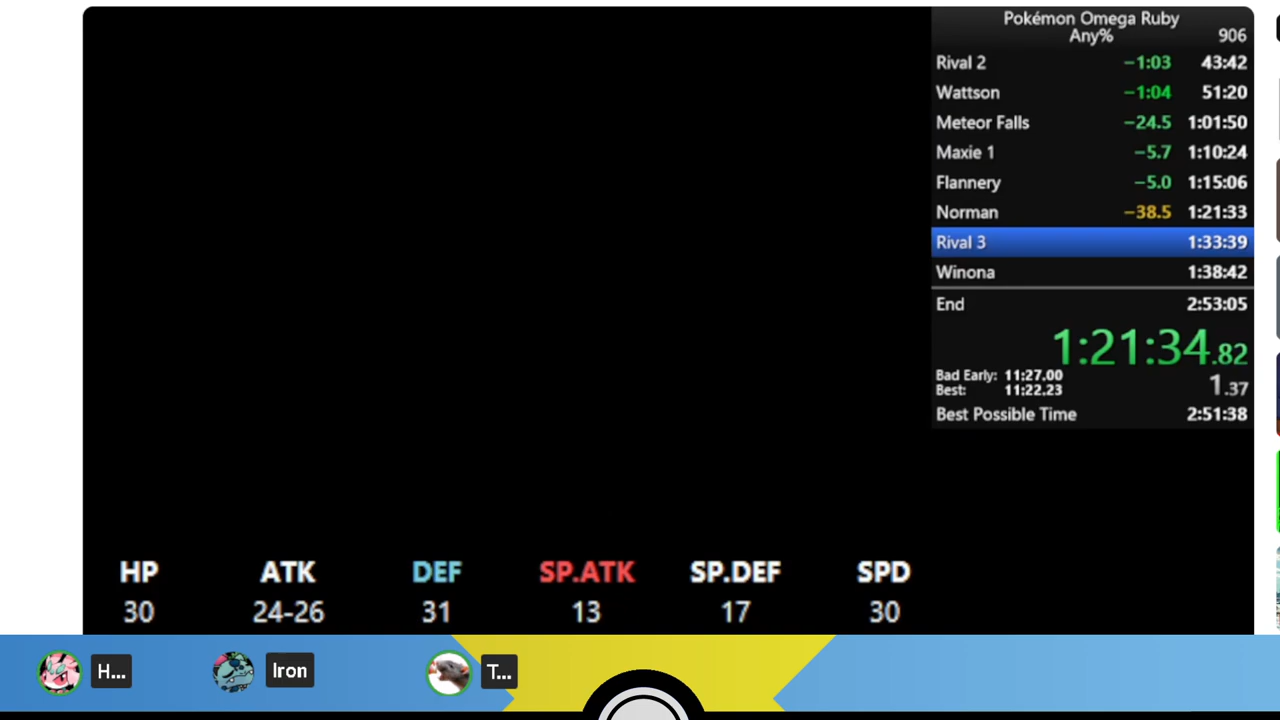 Pokémon Omega Ruby
Any% 906
Rival 2 −1:03 43:42
Wattson −1:04 51:20
Meteor Falls −24.5 1:01:50
Maxie 1 −5.7 1:10:24
Flannery −5.0 1:15:06
Norman −38.5 1:21:33
Rival 3 1:33:39
Winona 1:38:42
End 2:53:05
1:21:34.82
Bad Early: 11:27.00 1.37
Best: 11:22.23
Best Possible Time 2:51:38
HP ATK DEF SP.ATK SP.DEF SPD
30 24-26 31 13 17 30
H... Iron T...